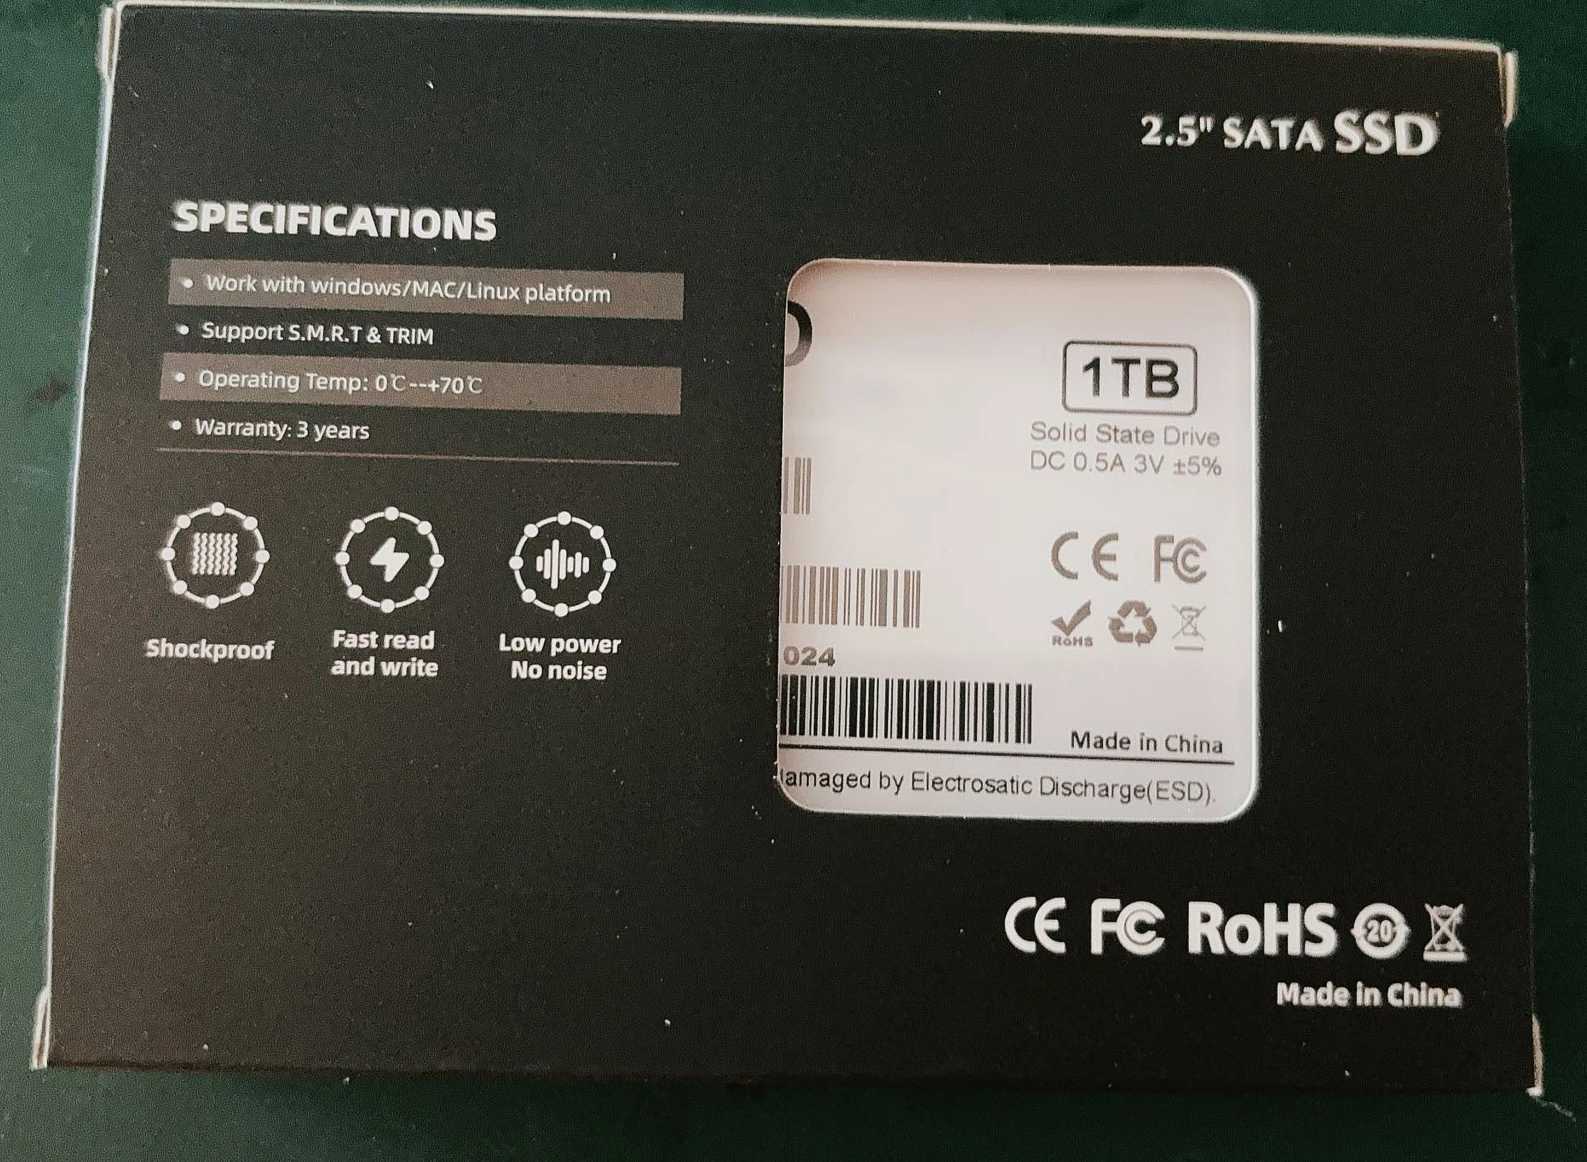 2.5" SATA SSD
SPECIFICATIONS
• Work with windows/MAC/Linux platform
• Support S.M.R.T & TRIM
• Operating Temp: 0℃--+70℃
• Warranty: 3 years
Shockproof
Fast read
and write
Low power
No noise
1TB
Solid State Drive
DC 0.5A 3V ±5%
CE FC
RoHS
024
Made in China
amaged by Electrosatic Discharge(ESD).
CE FC RoHS 20
Made in China